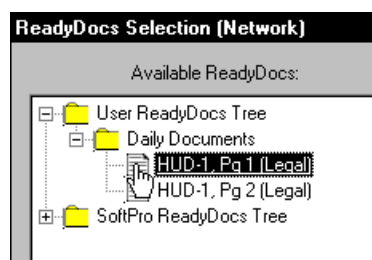 ReadyDocs Selection (Network)
Available ReadyDocs:
User ReadyDocs Tree
Daily Documents
HUD-1, Pg 1 (Legal)
HUD-1, Pg 2 (Legal)
SoftPro ReadyDocs Tree